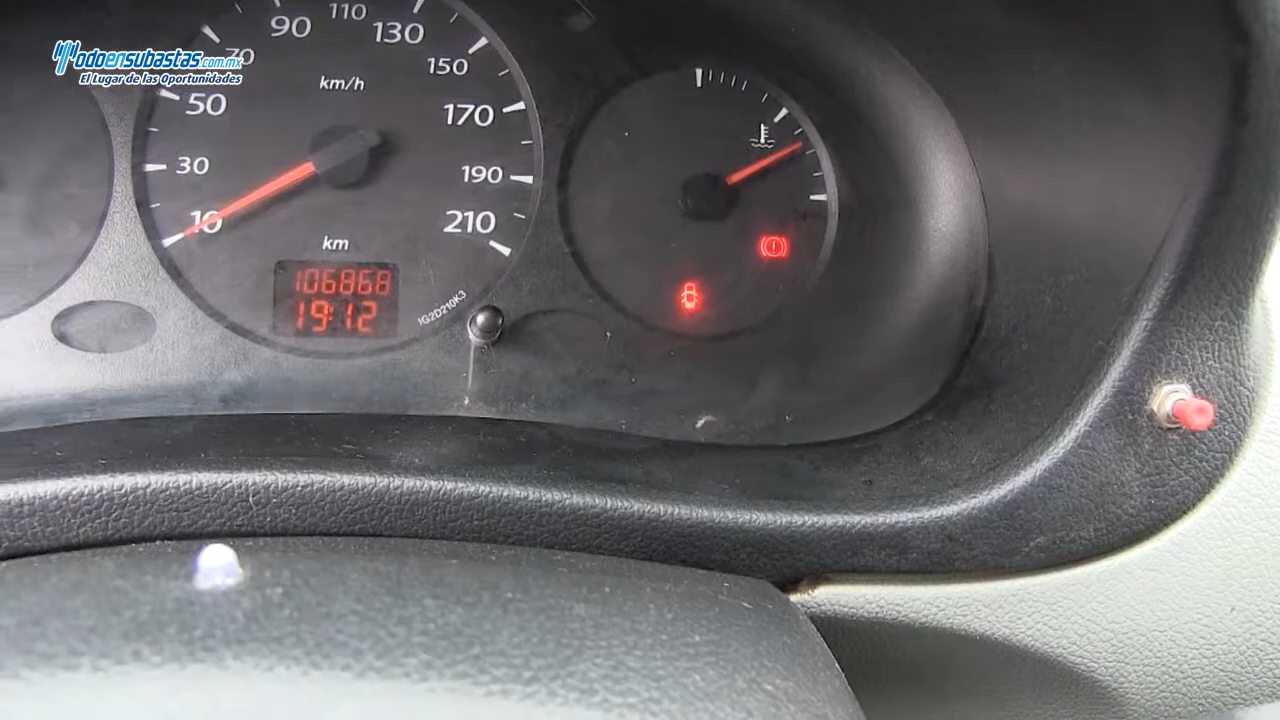 Todoensubastas.com.mx
El Lugar de las Oportunidades
10
30
50
70
90
110
130
150
170
190
210
km/h
km
106868
19:12
IG2D210K3